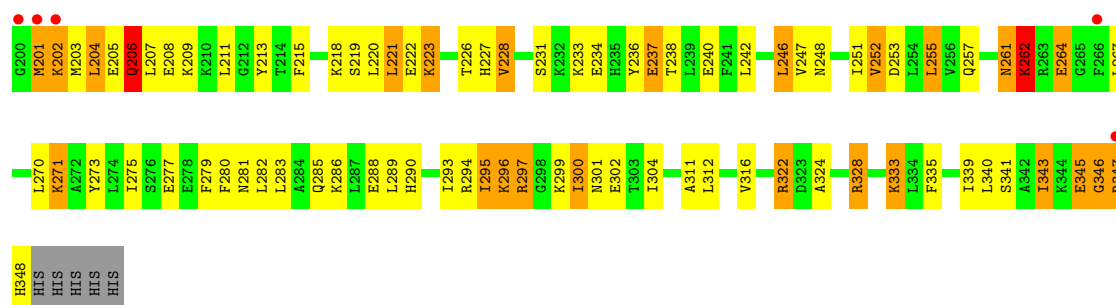 G200 M201 K202 M203 L204 E205 Q206 L207 E208 K209 K210 L211 G212 Y213 T214 F215 K218 S219 L220 L221 E222 K223 T226 H227 V228 S231 K232 K233 E234 H235 Y236 E237 T238 L239 E240 F241 L242 L246 V247 N248 I251 V252 D253 L254 L255 V256 Q257 N261 K262 R263 E264 G265 F266
L270 K271 A272 Y273 L274 I275 S276 E277 E278 F279 F280 N281 L282 L283 A284 Q285 K286 L287 E288 L289 H290 I293 R294 I295 K296 R297 G298 K299 I300 N301 E302 T303 I304 A311 L312 V316 R322 D323 A324 R328 K333 L334 F335 I339 L340 S341 A342 I343 K344 E345 G346
H348 HIS HIS HIS HIS HIS